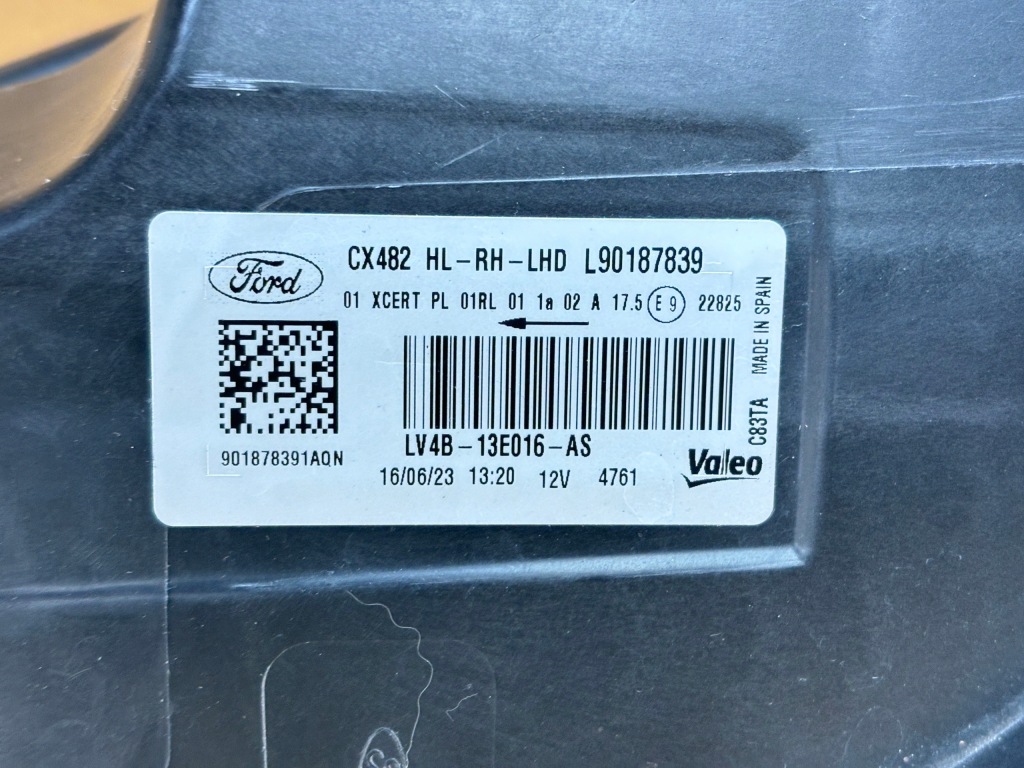 Ford
CX482 HL-RH-LHD L90187839
01 XCERT PL 01RL 01 1a 02 A 17.5 E 9 22825
LV4B-13E016-AS
901878391AQN
16/06/23 13:20 12V 4761
Valeo
C83TA MADE IN SPAIN